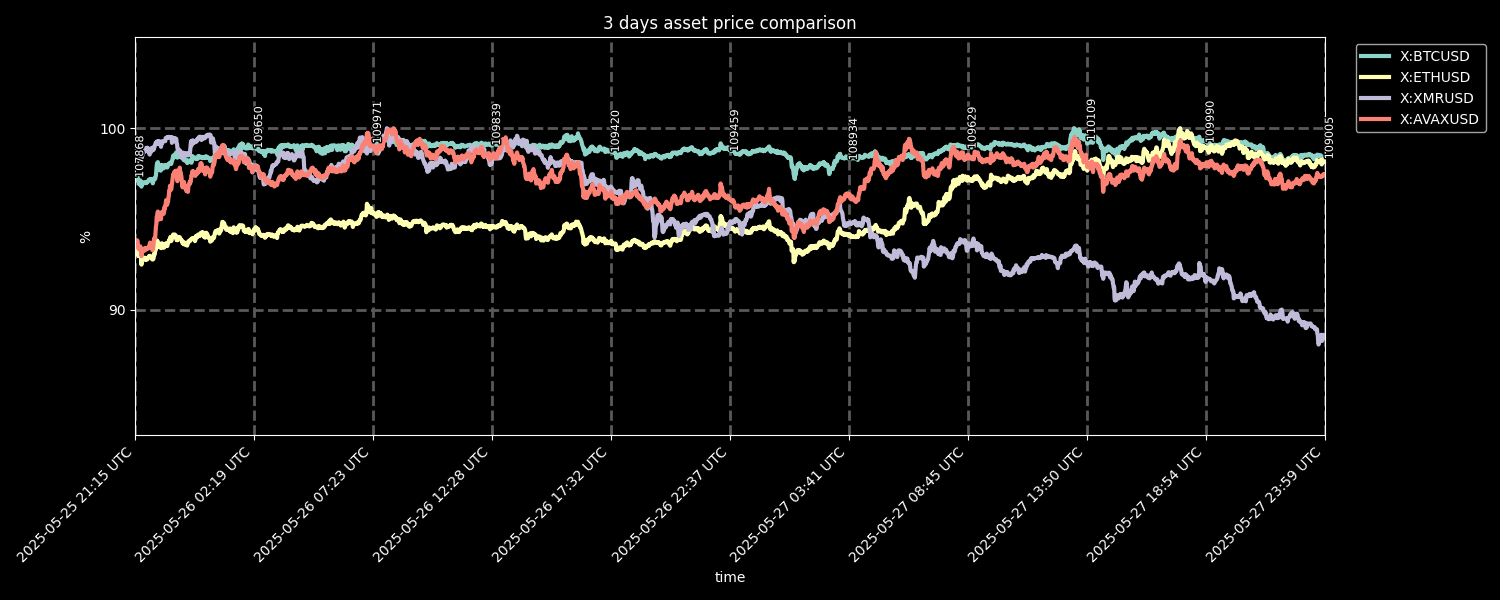 3 days asset price comparison
X:BTCUSD
X:ETHUSD
X:XMRUSD
X:AVAXUSD
100
90
%
107868
109650
109971
109839
109420
109459
108934
109629
110109
109990
109005
2025-05-25 21:15 UTC
2025-05-26 02:19 UTC
2025-05-26 07:23 UTC
2025-05-26 12:28 UTC
2025-05-26 17:32 UTC
2025-05-26 22:37 UTC
2025-05-27 03:41 UTC
2025-05-27 08:45 UTC
2025-05-27 13:50 UTC
2025-05-27 18:54 UTC
2025-05-27 23:59 UTC
time